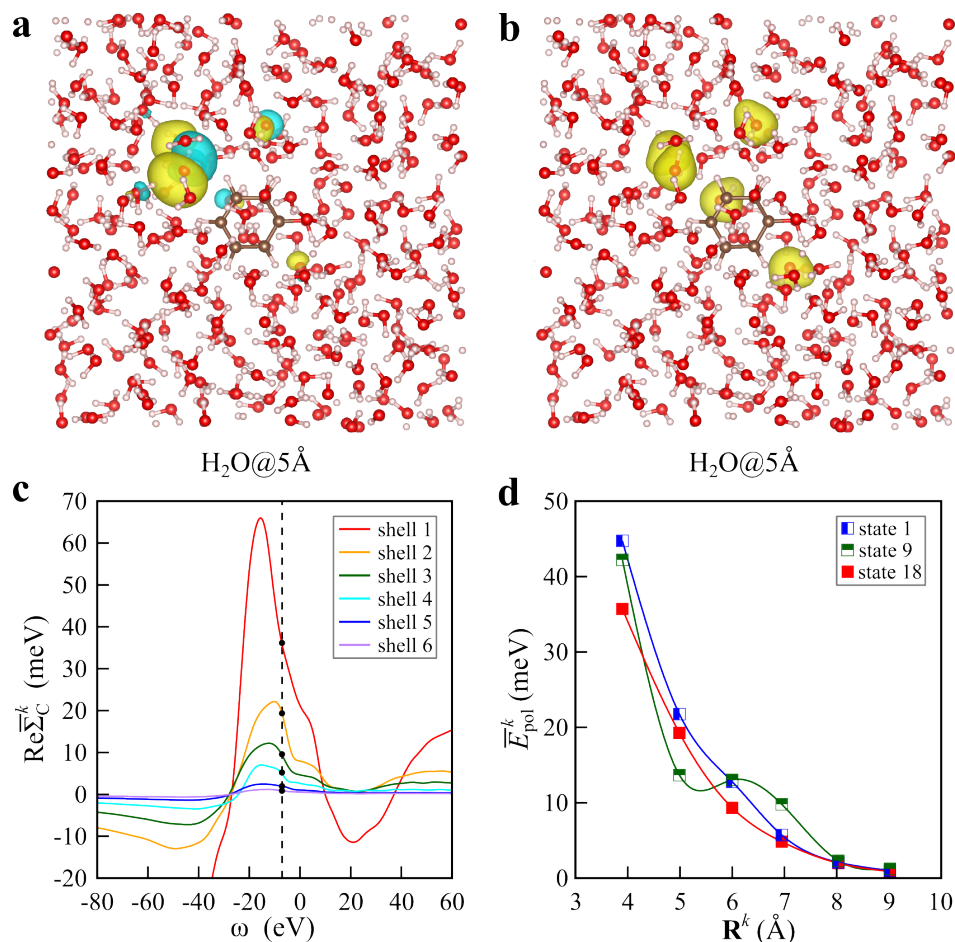 a
b
H₂O@5Å
H₂O@5Å
c
70
60
50
40
30
20
10
0
-10
-20
-80
-60
-40
-20
0
20
40
60
ReΣ̅ᵏ_C (meV)
ω (eV)
shell 1
shell 2
shell 3
shell 4
shell 5
shell 6
d
50
40
30
20
10
0
3
4
5
6
7
8
9
10
E̅ᵏ_pol (meV)
Rᵏ (Å)
state 1
state 9
state 18